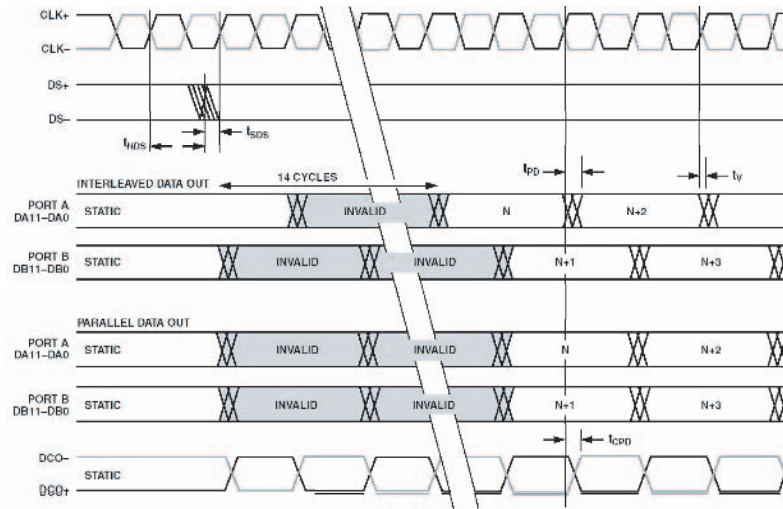 CLK+
CLK–
DS+
DS–
tHDS
tSDS
tPD
tV
INTERLEAVED DATA OUT
14 CYCLES
PORT A
DA11–DA0
STATIC
INVALID
N
N+2
PORT B
DB11–DB0
STATIC
INVALID
INVALID
N+1
N+3
PARALLEL DATA OUT
PORT A
DA11–DA0
STATIC
INVALID
INVALID
N
N+2
PORT B
DB11–DB0
STATIC
INVALID
INVALID
N+1
N+3
tCPD
DCO–
STATIC